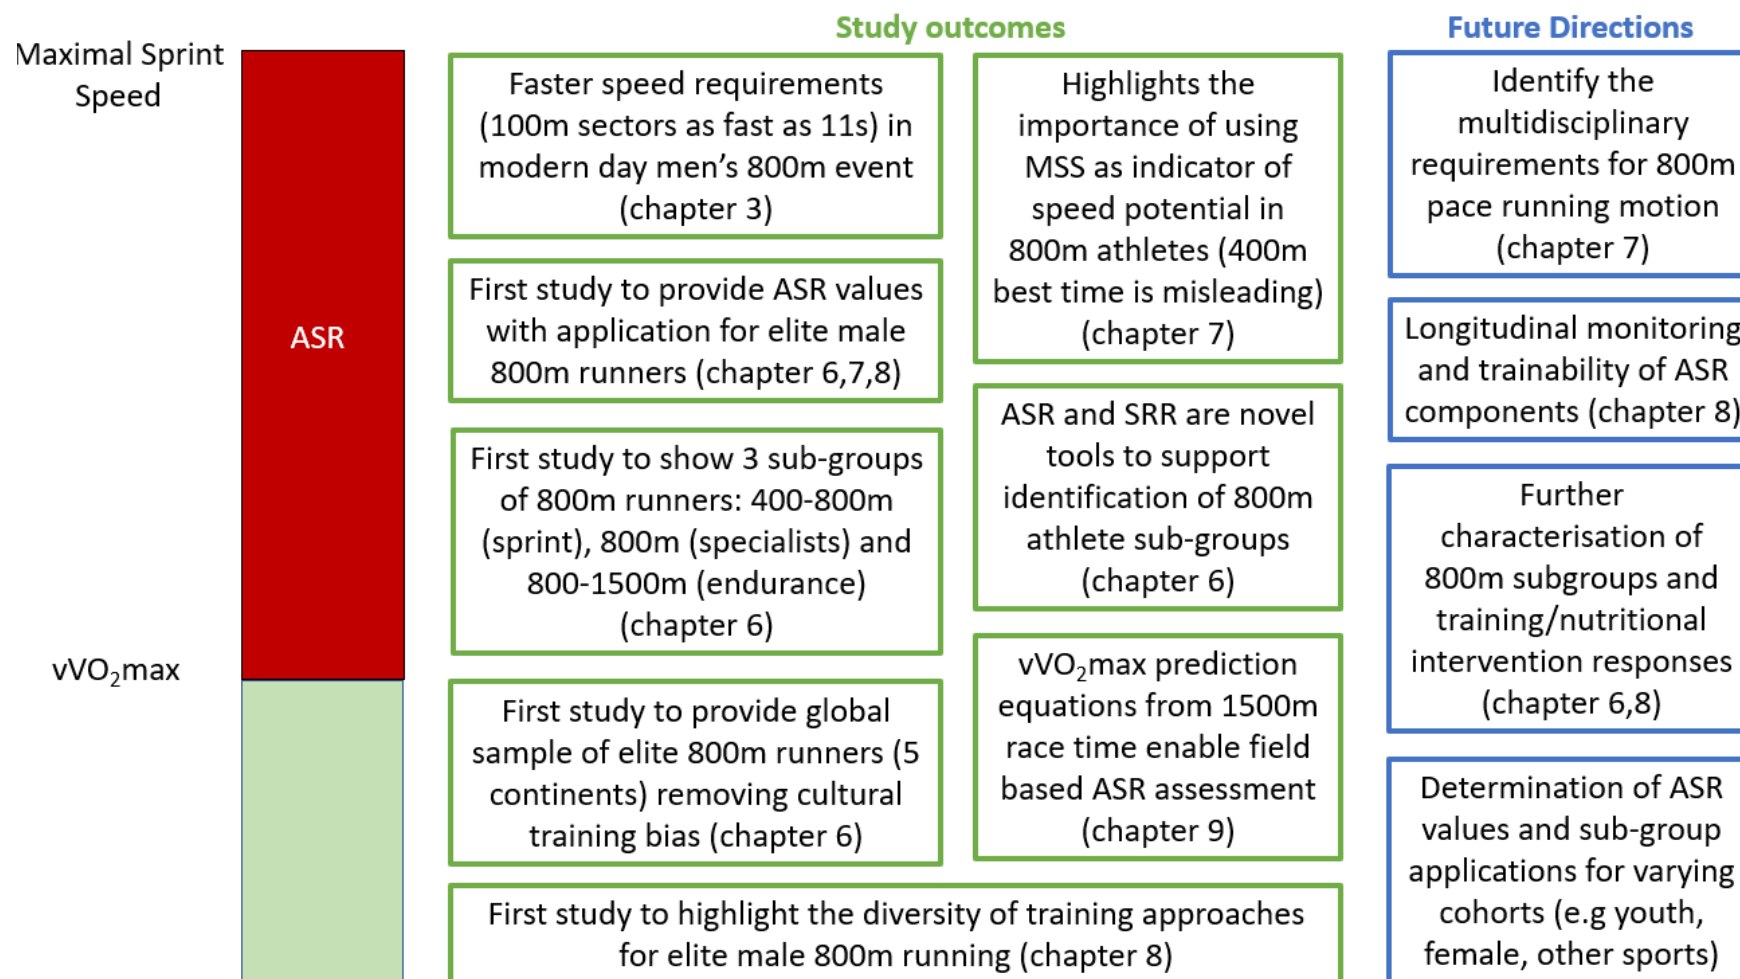 Maximal Sprint
Speed
ASR
vVO₂max
Study outcomes
Faster speed requirements
(100m sectors as fast as 11s) in
modern day men’s 800m event
(chapter 3)
First study to provide ASR values
with application for elite male
800m runners (chapter 6,7,8)
First study to show 3 sub-groups
of 800m runners: 400-800m
(sprint), 800m (specialists) and
800-1500m (endurance)
(chapter 6)
First study to provide global
sample of elite 800m runners (5
continents) removing cultural
training bias (chapter 6)
Highlights the
importance of using
MSS as indicator of
speed potential in
800m athletes (400m
best time is misleading)
(chapter 7)
ASR and SRR are novel
tools to support
identification of 800m
athlete sub-groups
(chapter 6)
vVO₂max prediction
equations from 1500m
race time enable field
based ASR assessment
(chapter 9)
First study to highlight the diversity of training approaches
for elite male 800m running (chapter 8)
Future Directions
Identify the
multidisciplinary
requirements for 800m
pace running motion
(chapter 7)
Longitudinal monitoring
and trainability of ASR
components (chapter 8)
Further
characterisation of
800m subgroups and
training/nutritional
intervention responses
(chapter 6,8)
Determination of ASR
values and sub-group
applications for varying
cohorts (e.g youth,
female, other sports)